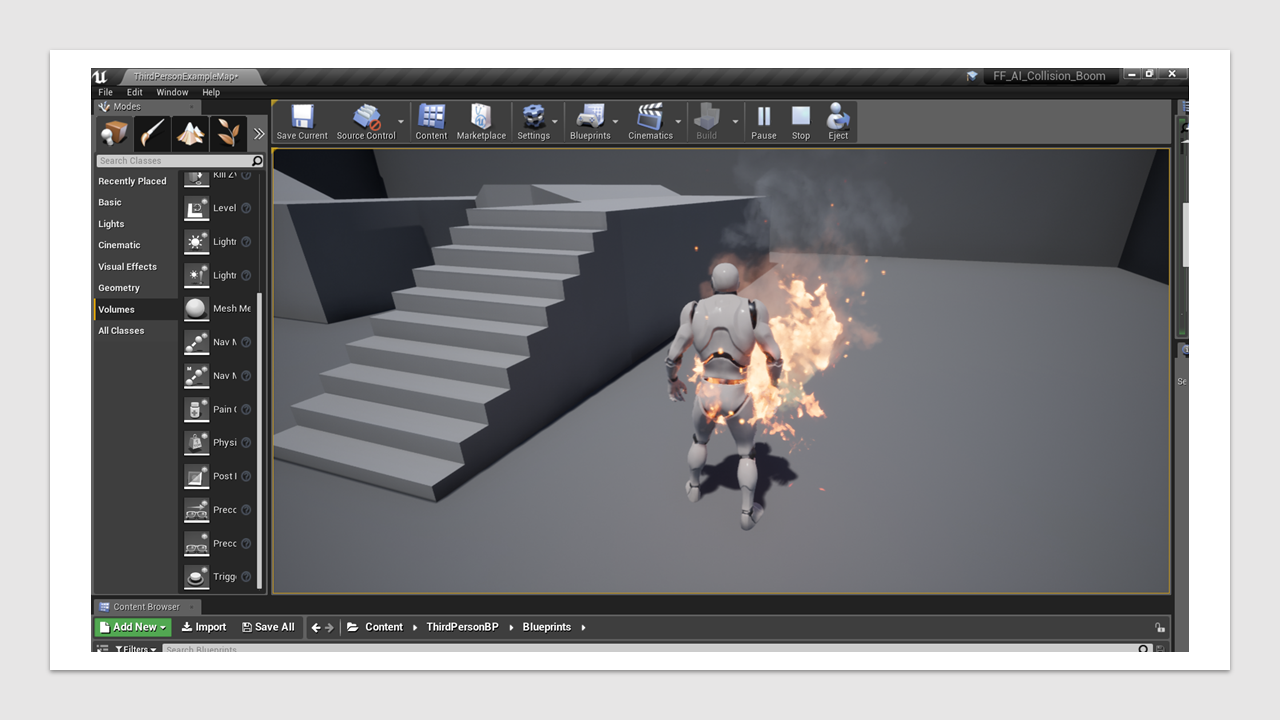 ThirdPersonExampleMap*
FF_AI_Collision_Boom
File Edit Window Help
Modes
Save Current Source Control Content Marketplace Settings Blueprints Cinematics Build Pause Stop Eject
Search Classes
Recently Placed
Basic
Lights
Cinematic
Visual Effects
Geometry
Volumes
All Classes
Kill Z
Level
Lightr
Lightr
Mesh Me
Nav M
Nav M
Pain C
Physi
Post
Precc
Precc
Trigg
Se
Content Browser
Add New Import Save All Content ThirdPersonBP Blueprints
Filters Search Blueprints